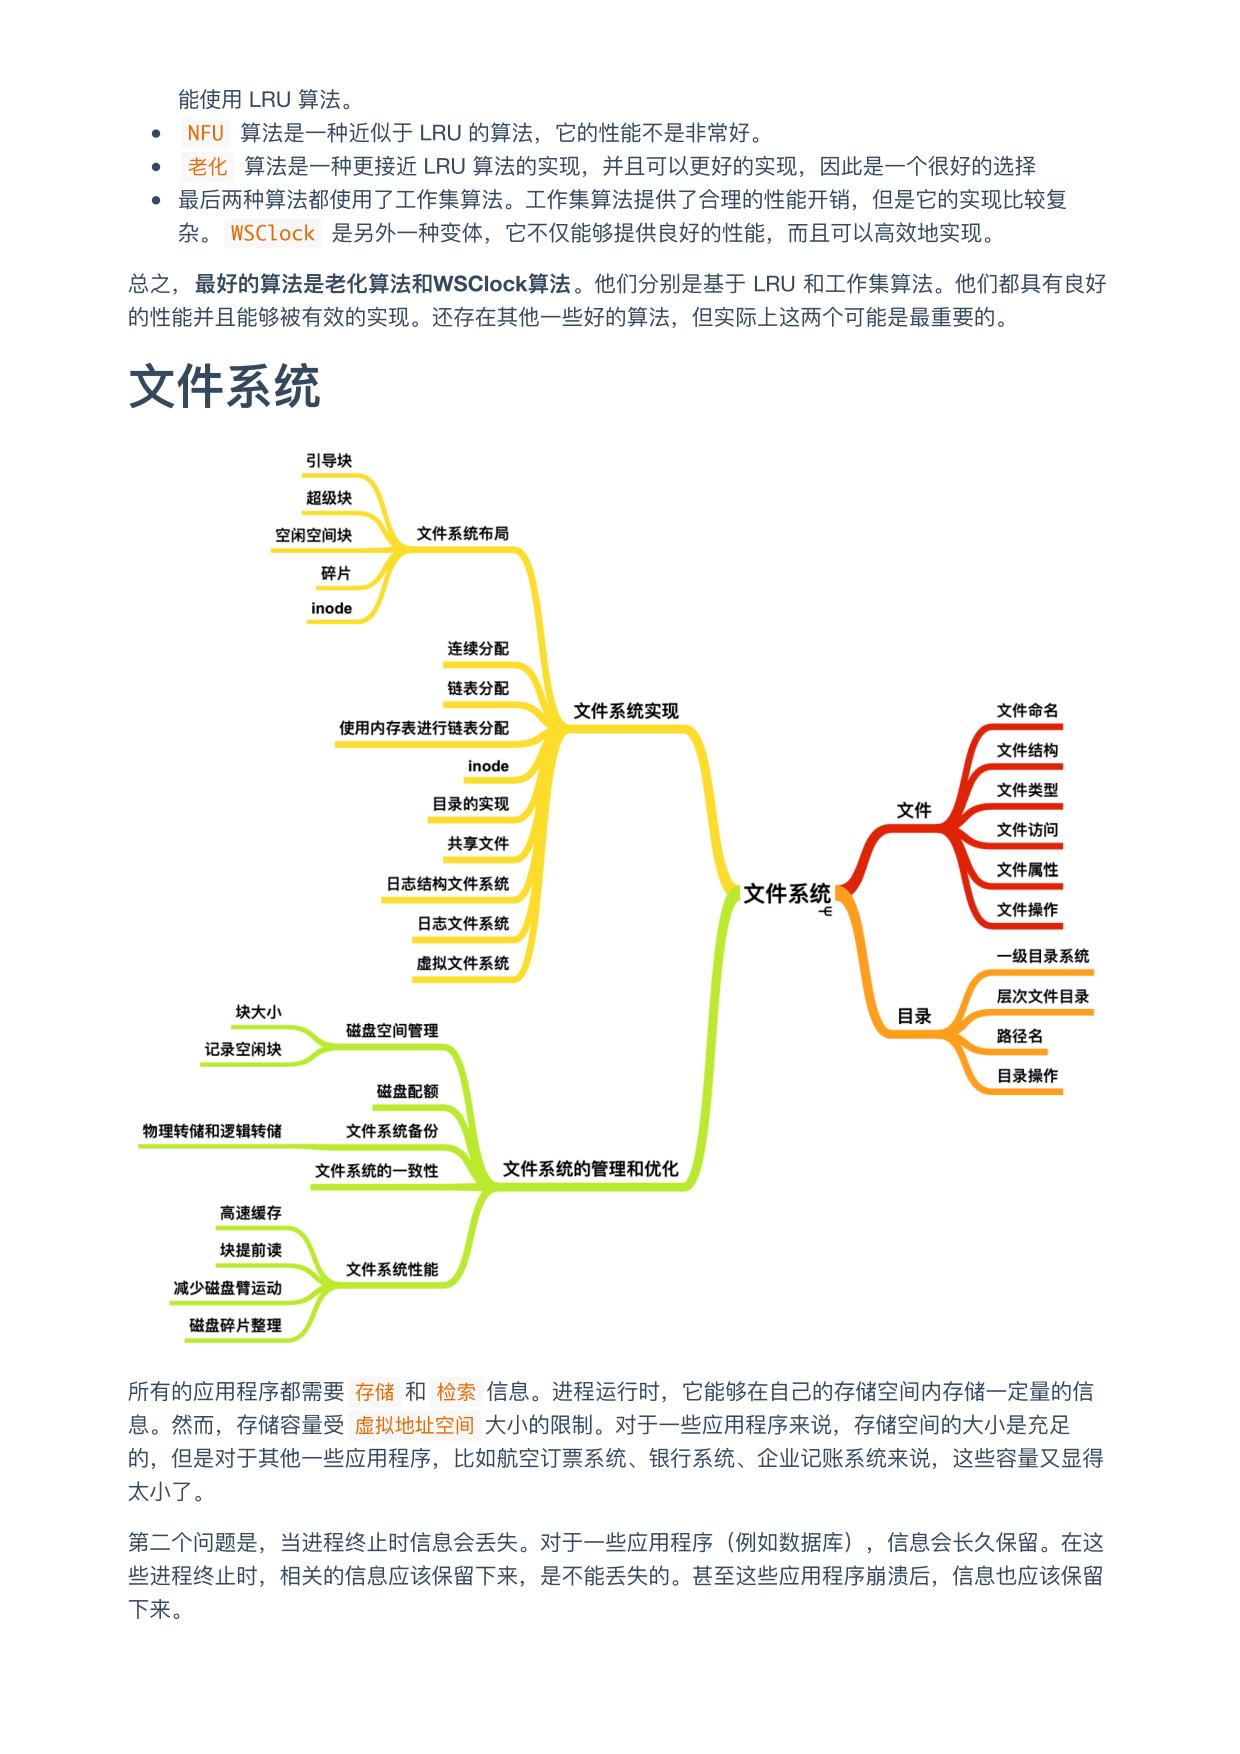 能使用 LRU 算法。
NFU 算法是一种近似于 LRU 的算法，它的性能不是非常好。
老化 算法是一种更接近 LRU 算法的实现，并且可以更好的实现，因此是一个很好的选择
最后两种算法都使用了工作集算法。工作集算法提供了合理的性能开销，但是它的实现比较复
杂。 WSClock 是另外一种变体，它不仅能够提供良好的性能，而且可以高效地实现。
总之，最好的算法是老化算法和WSClock算法。他们分别是基于 LRU 和工作集算法。他们都具有良好
的性能并且能够被有效的实现。还存在其他一些好的算法，但实际上这两个可能是最重要的。
文件系统
引导块
超级块
空闲空间块
碎片
inode
文件系统布局
连续分配
链表分配
使用内存表进行链表分配
inode
目录的实现
共享文件
日志结构文件系统
日志文件系统
虚拟文件系统
文件系统实现
块大小
记录空闲块
磁盘空间管理
磁盘配额
物理转储和逻辑转储
文件系统备份
文件系统的一致性
高速缓存
块提前读
减少磁盘臂运动
磁盘碎片整理
文件系统性能
文件系统的管理和优化
文件系统
文件
文件命名
文件结构
文件类型
文件访问
文件属性
文件操作
目录
一级目录系统
层次文件目录
路径名
目录操作
所有的应用程序都需要 存储 和 检索 信息。进程运行时，它能够在自己的存储空间内存储一定量的信
息。然而，存储容量受 虚拟地址空间 大小的限制。对于一些应用程序来说，存储空间的大小是充足
的，但是对于其他一些应用程序，比如航空订票系统、银行系统、企业记账系统来说，这些容量又显得
太小了。
第二个问题是，当进程终止时信息会丢失。对于一些应用程序（例如数据库），信息会长久保留。在这
些进程终止时，相关的信息应该保留下来，是不能丢失的。甚至这些应用程序崩溃后，信息也应该保留
下来。